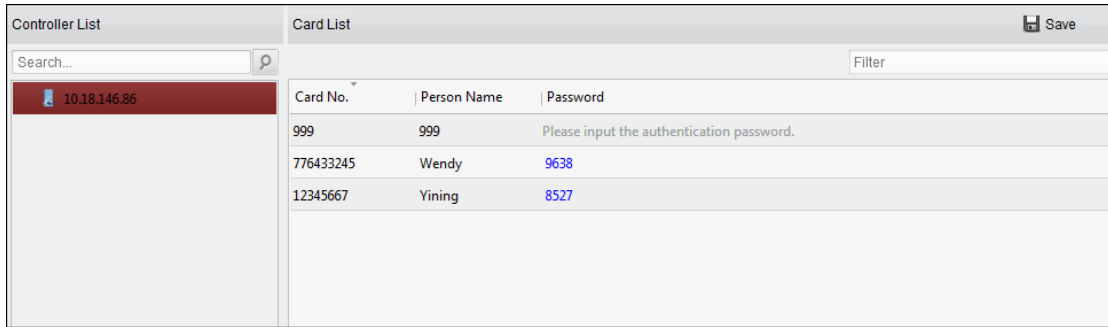 Controller List
Card List
Save
Search...
Filter
10.18.146.86
Card No. Person Name Password
999 999 Please input the authentication password.
776433245 Wendy 9638
12345667 Yining 8527